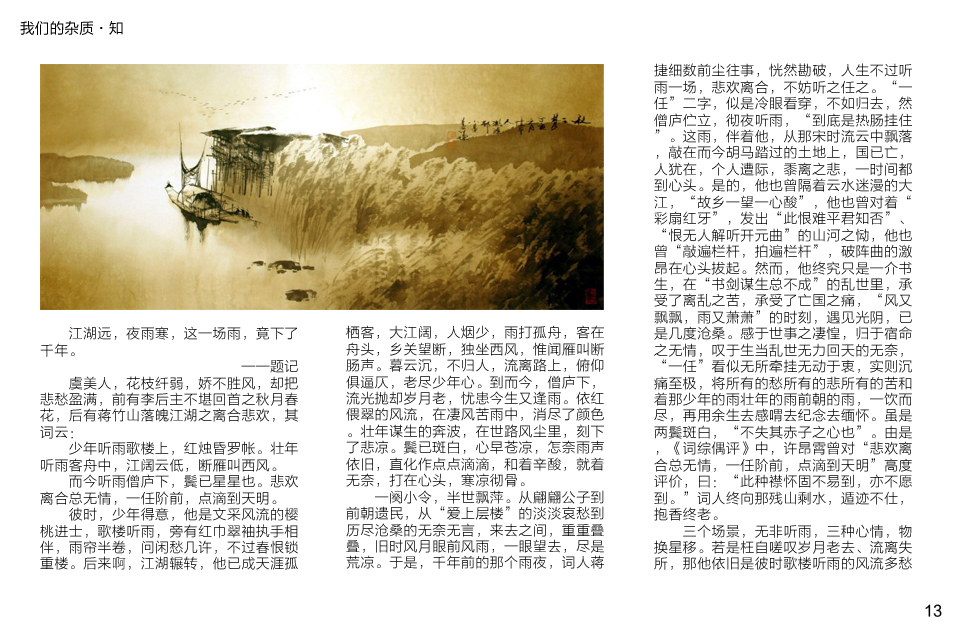 我们的杂质·知
江湖远，夜雨寒，这一场雨，竟下了
千年。
——题记
虞美人，花枝纤弱，娇不胜风，却把
悲愁盈满，前有李后主不堪回首之秋月春
花，后有蒋竹山落魄江湖之离合悲欢，其
词云：
少年听雨歌楼上，红烛昏罗帐。壮年
听雨客舟中，江阔云低，断雁叫西风。
而今听雨僧庐下，鬓已星星也。悲欢
离合总无情，一任阶前，点滴到天明。
彼时，少年得意，他是文采风流的樱
桃进士，歌楼听雨，旁有红巾翠袖执手相
伴，雨帘半卷，问闲愁几许，不过春恨锁
重楼。后来啊，江湖辗转，他已成天涯孤
栖客，大江阔，人烟少，雨打孤舟，客在
舟头，乡关望断，独坐西风，惟闻雁叫断
肠声。暮云沉，不归人，流离路上，俯仰
俱逼仄，老尽少年心。到而今，僧庐下，
流光抛却岁月老，忧患今生又逢雨。依红
偎翠的风流，在凄风苦雨中，消尽了颜色
。壮年谋生的奔波，在世路风尘里，刻下
了悲凉。鬓已斑白，心早苍凉，怎奈雨声
依旧，直化作点点滴滴，和着辛酸，就着
无奈，打在心头，寒凉彻骨。
一阕小令，半世飘萍。从翩翩公子到
前朝遗民，从“爱上层楼”的淡淡哀愁到
历尽沧桑的无奈无言，来去之间，重重叠
叠，旧时风月眼前风雨，一眼望去，尽是
荒凉。于是，千年前的那个雨夜，词人蒋
捷细数前尘往事，恍然勘破，人生不过听
雨一场，悲欢离合，不妨听之任之。“一
任”二字，似是冷眼看穿，不如归去，然
僧庐伫立，彻夜听雨，“到底是热肠挂住
”。这雨，伴着他，从那宋时流云中飘落
，敲在而今胡马踏过的土地上，国已亡，
人犹在，个人遭际，黍离之悲，一时间都
到心头。是的，他也曾隔着云水迷漫的大
江，“故乡一望一心酸”，他也曾对着“
彩扇红牙”，发出“此恨难平君知否”、
“恨无人解听开元曲”的山河之恸，他也
曾“敲遍栏杆，拍遍栏杆”，破阵曲的激
昂在心头拔起。然而，他终究只是一介书
生，在“书剑谋生总不成”的乱世里，承
受了离乱之苦，承受了亡国之痛，“风又
飘飘，雨又萧萧”的时刻，遇见光阴，已
是几度沧桑。感于世事之凄惶，归于宿命
之无情，叹于生当乱世无力回天的无奈，
“一任”看似无所牵挂无动于衷，实则沉
痛至极，将所有的愁所有的悲所有的苦和
着那少年的雨壮年的雨前朝的雨，一饮而
尽，再用余生去感喟去纪念去缅怀。虽是
两鬓斑白，“不失其赤子之心也”。由是
，《词综偶评》中，许昂霄曾对“悲欢离
合总无情，一任阶前，点滴到天明”高度
评价，曰：“此种襟怀固不易到，亦不愿
到。”词人终向那残山剩水，遁迹不仕，
抱香终老。
三个场景，无非听雨，三种心情，物
换星移。若是枉自嗟叹岁月老去、流离失
所，那他依旧是彼时歌楼听雨的风流多愁
13